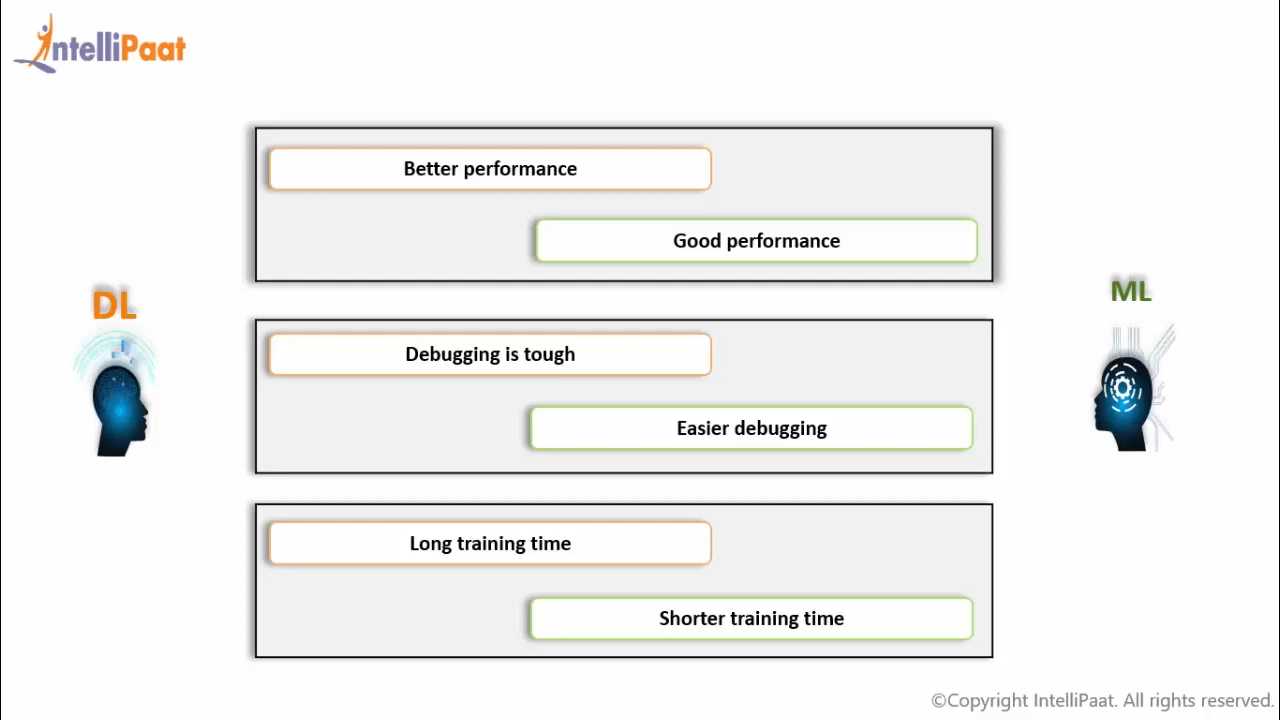 IntelliPaat
Better performance
Good performance
DL
ML
Debugging is tough
Easier debugging
Long training time
Shorter training time
©Copyright IntelliPaat. All rights reserved.